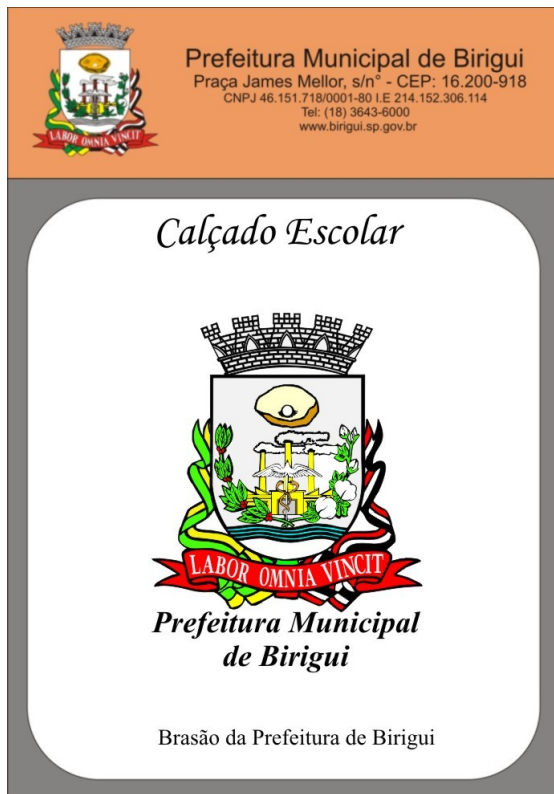 Prefeitura Municipal de Birigui
Praça James Mellor, s/n° - CEP: 16.200-918
CNPJ 46.151.718/0001-80 I.E 214.152.306.114
Tel: (18) 3643-6000
www.birigui.sp.gov.br
LABOR OMNIA VINCIT
Calçado Escolar
LABOR OMNIA VINCIT
Prefeitura Municipal
de Birigui
Brasão da Prefeitura de Birigui